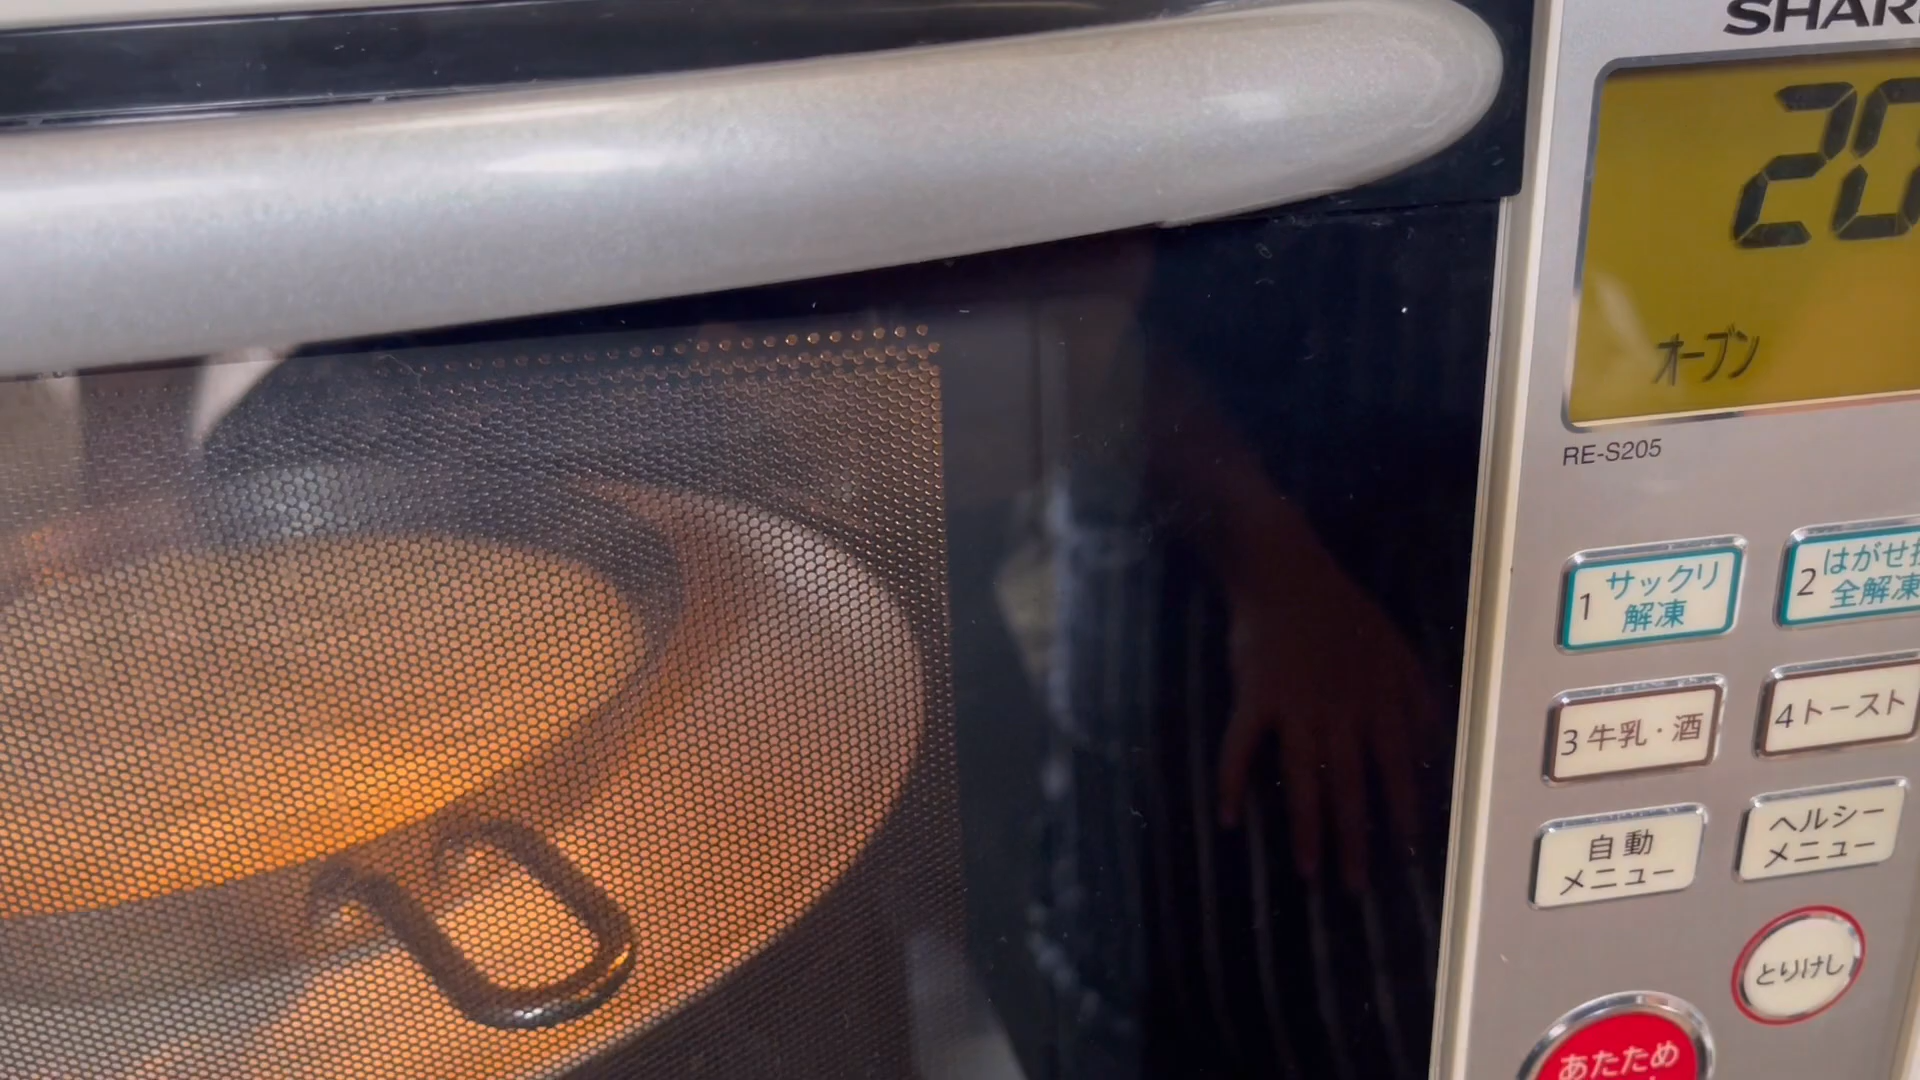 SHAR
20
オーブン
RE-S205
1 サックリ
解凍
2 はがせ
全解凍
3 牛乳・酒
4 トースト
自動
メニュー
ヘルシー
メニュー
とりけし
あたため